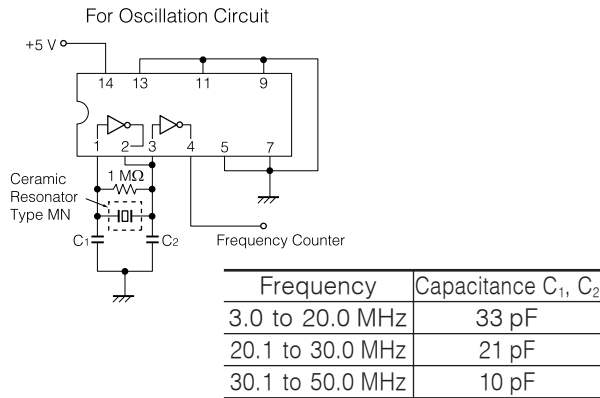 For Oscillation Circuit
+5 V
14 13 11 9
1 2 3 4 5 7
Ceramic
Resonator
Type MN
1 MΩ
C₁ C₂
Frequency Counter
Frequency Capacitance C₁, C₂
3.0 to 20.0 MHz 33 pF
20.1 to 30.0 MHz 21 pF
30.1 to 50.0 MHz 10 pF